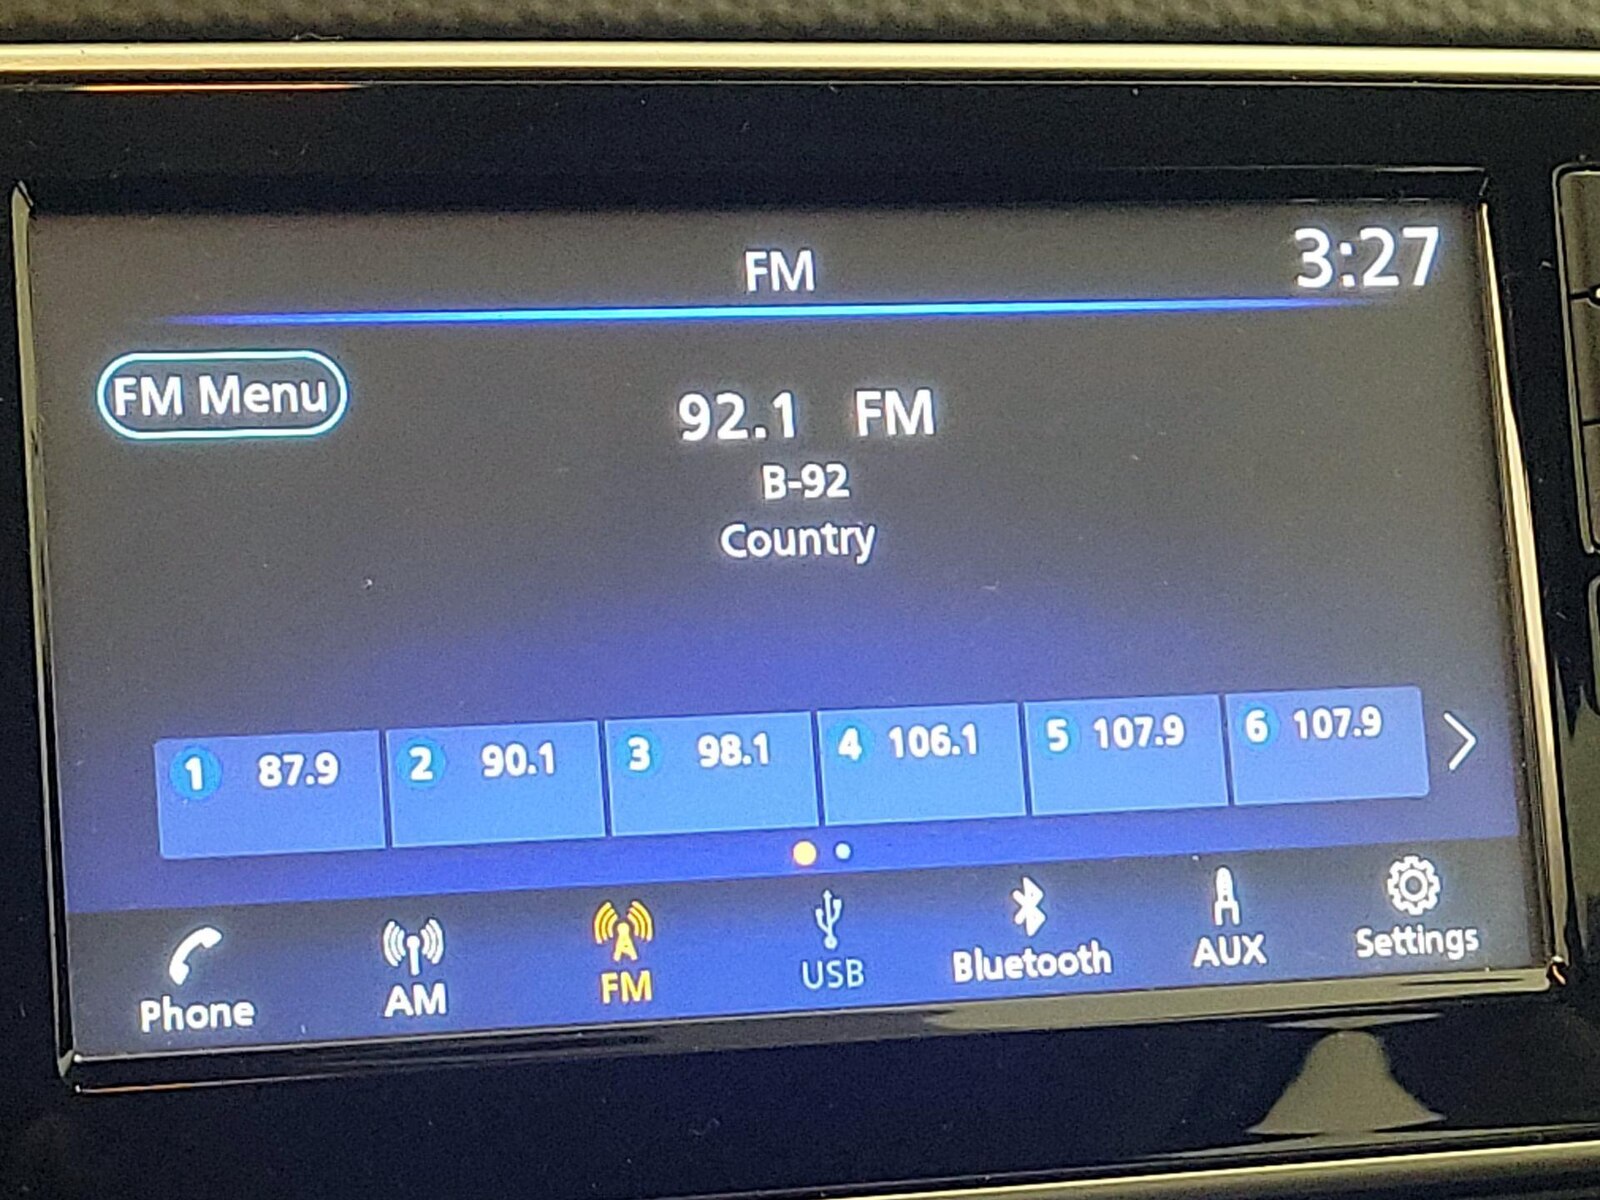 FM 3:27
FM Menu
92.1 FM
B-92
Country
1 87.9 2 90.1 3 98.1 4 106.1 5 107.9 6 107.9
Phone AM FM USB Bluetooth AUX Settings